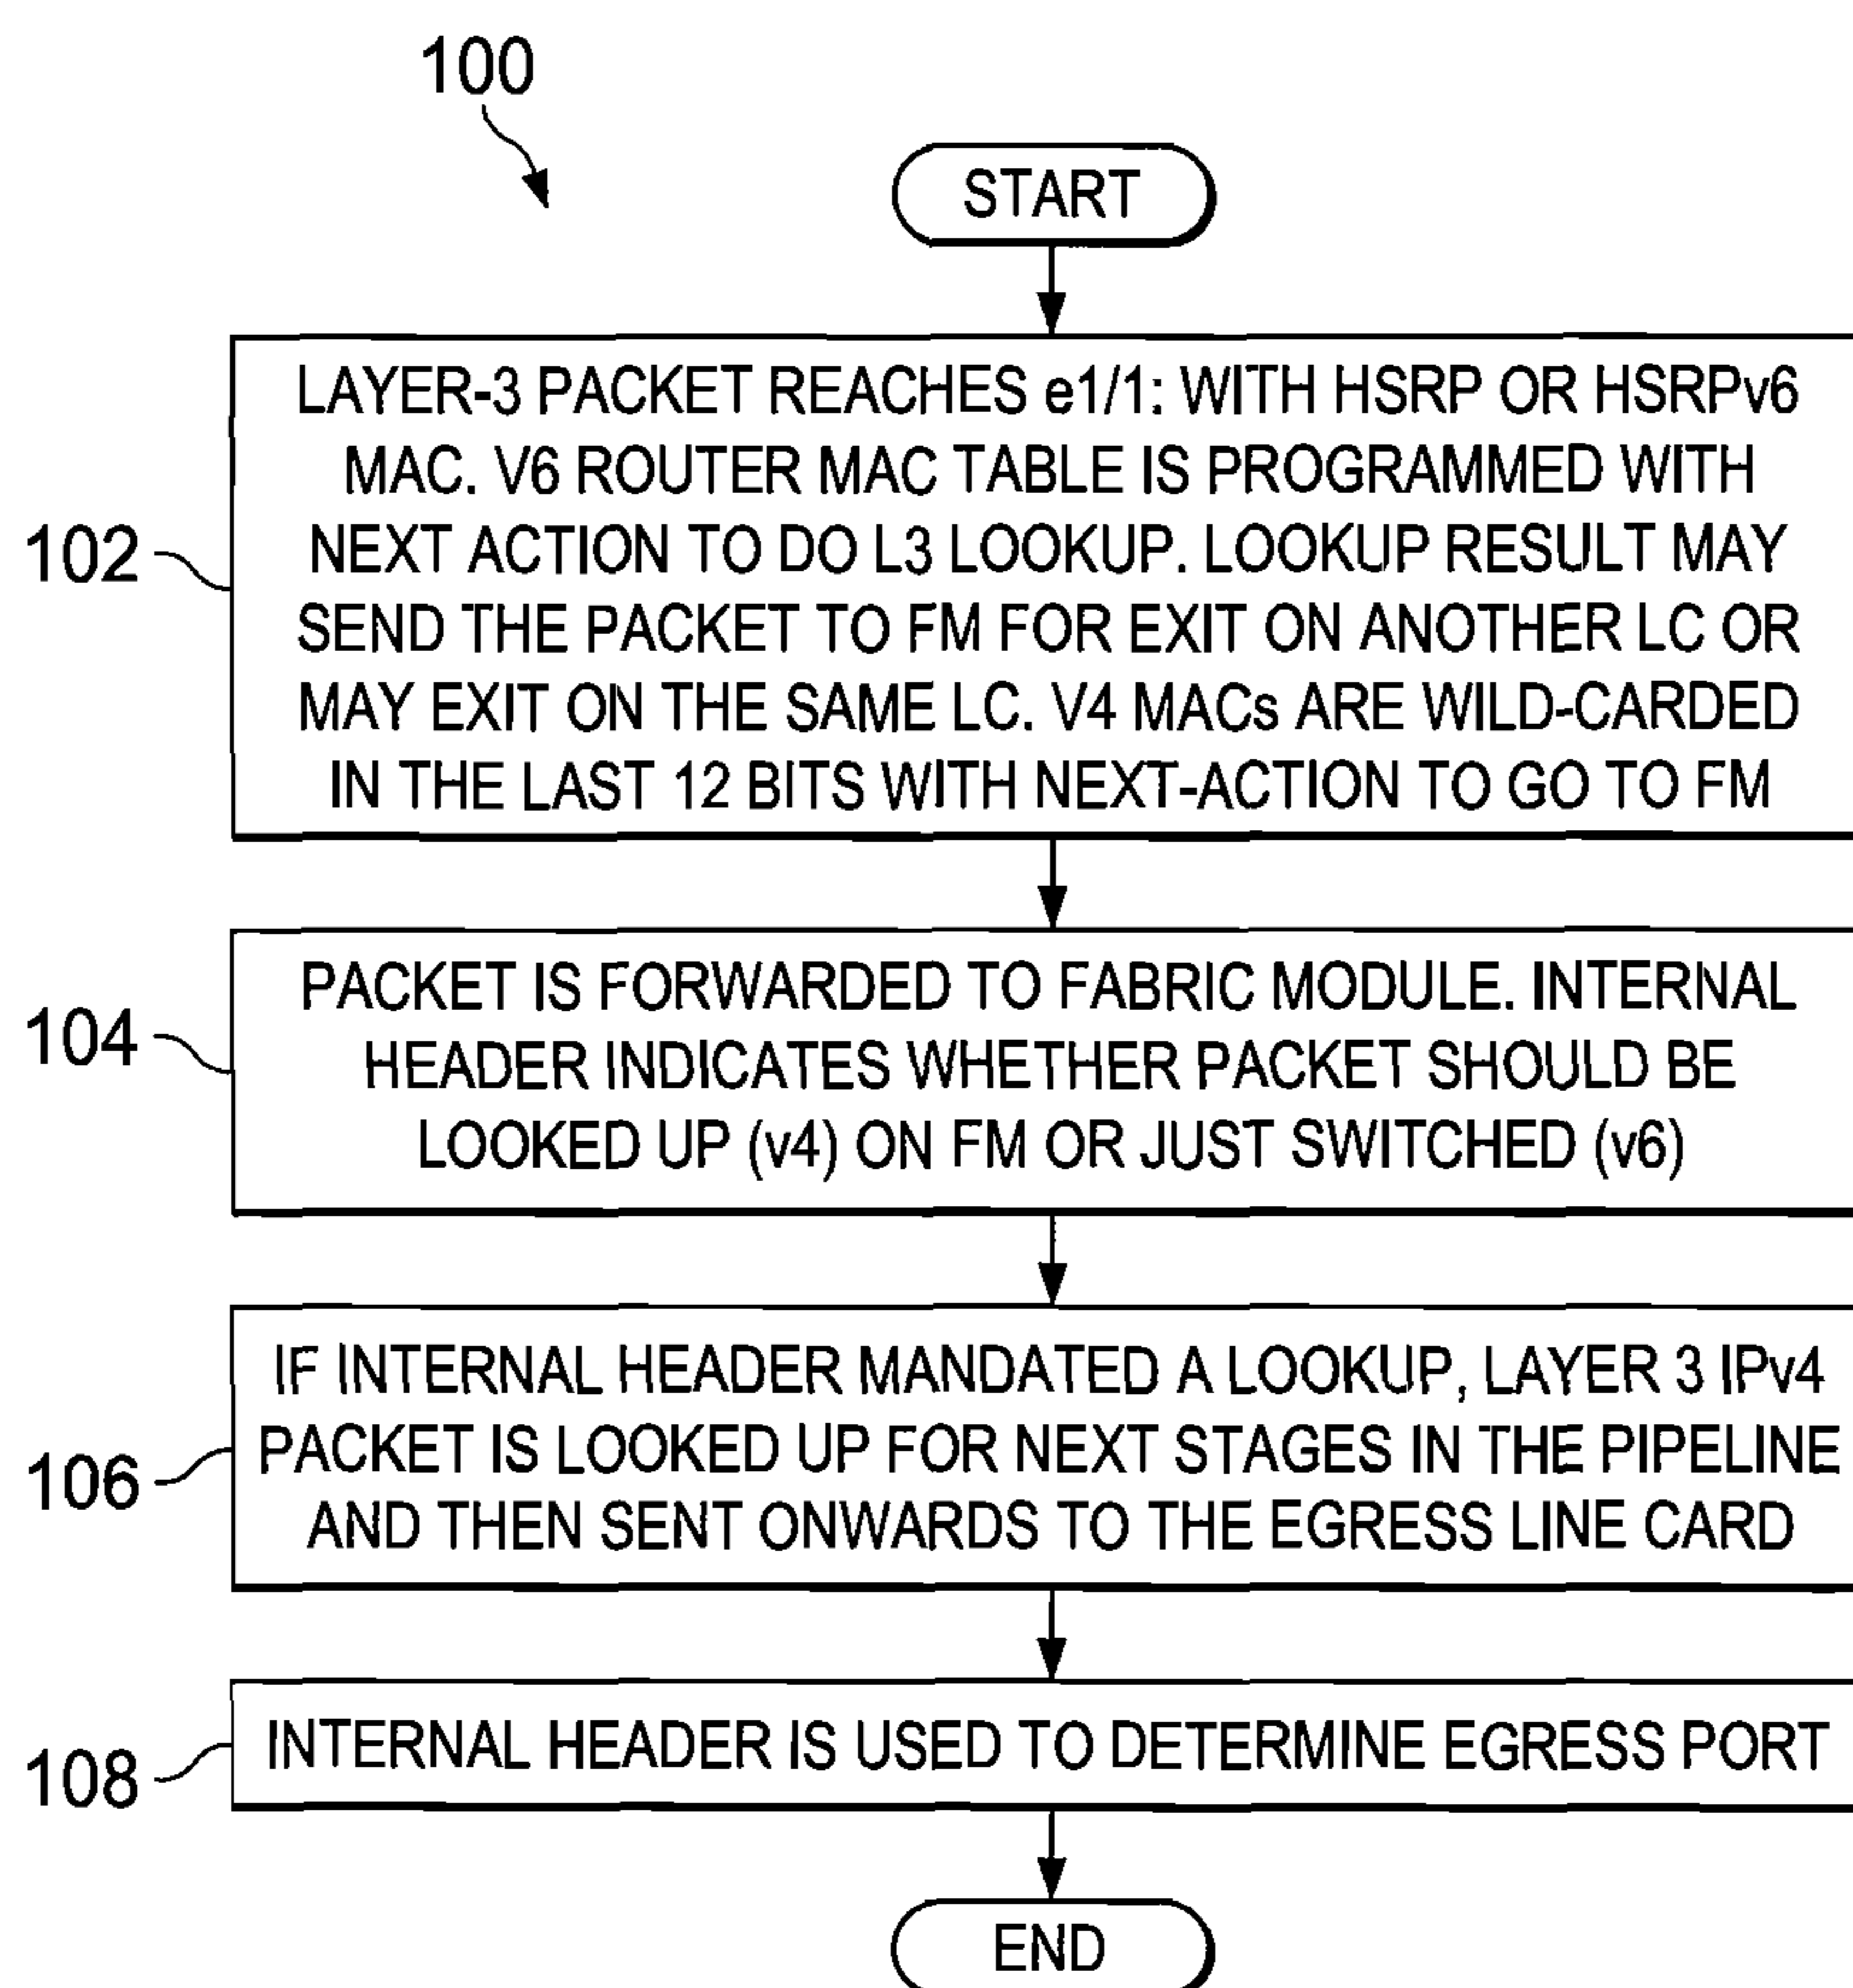 100
START
LAYER-3 PACKET REACHES e1/1: WITH HSRP OR HSRPv6
MAC. V6 ROUTER MAC TABLE IS PROGRAMMED WITH
NEXT ACTION TO DO L3 LOOKUP. LOOKUP RESULT MAY
SEND THE PACKET TO FM FOR EXIT ON ANOTHER LC OR
MAY EXIT ON THE SAME LC. V4 MACs ARE WILD-CARDED
IN THE LAST 12 BITS WITH NEXT-ACTION TO GO TO FM
102
PACKET IS FORWARDED TO FABRIC MODULE. INTERNAL
HEADER INDICATES WHETHER PACKET SHOULD BE
LOOKED UP (v4) ON FM OR JUST SWITCHED (v6)
104
IF INTERNAL HEADER MANDATED A LOOKUP, LAYER 3 IPv4
PACKET IS LOOKED UP FOR NEXT STAGES IN THE PIPELINE
AND THEN SENT ONWARDS TO THE EGRESS LINE CARD
106
INTERNAL HEADER IS USED TO DETERMINE EGRESS PORT
108
END